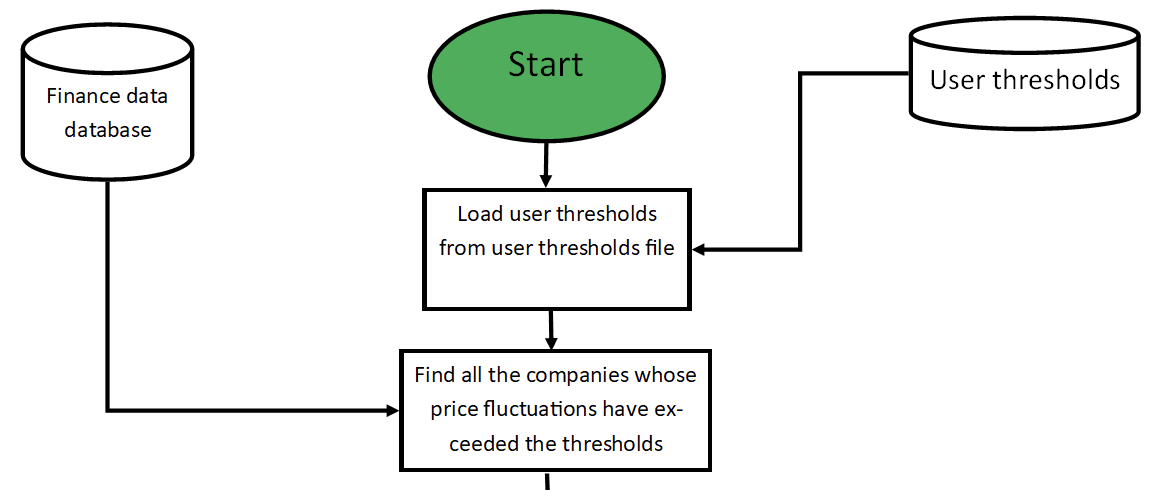 Start
Finance data
database
User thresholds
Load user thresholds
from user thresholds file
Find all the companies whose
price fluctuations have ex-
ceeded the thresholds